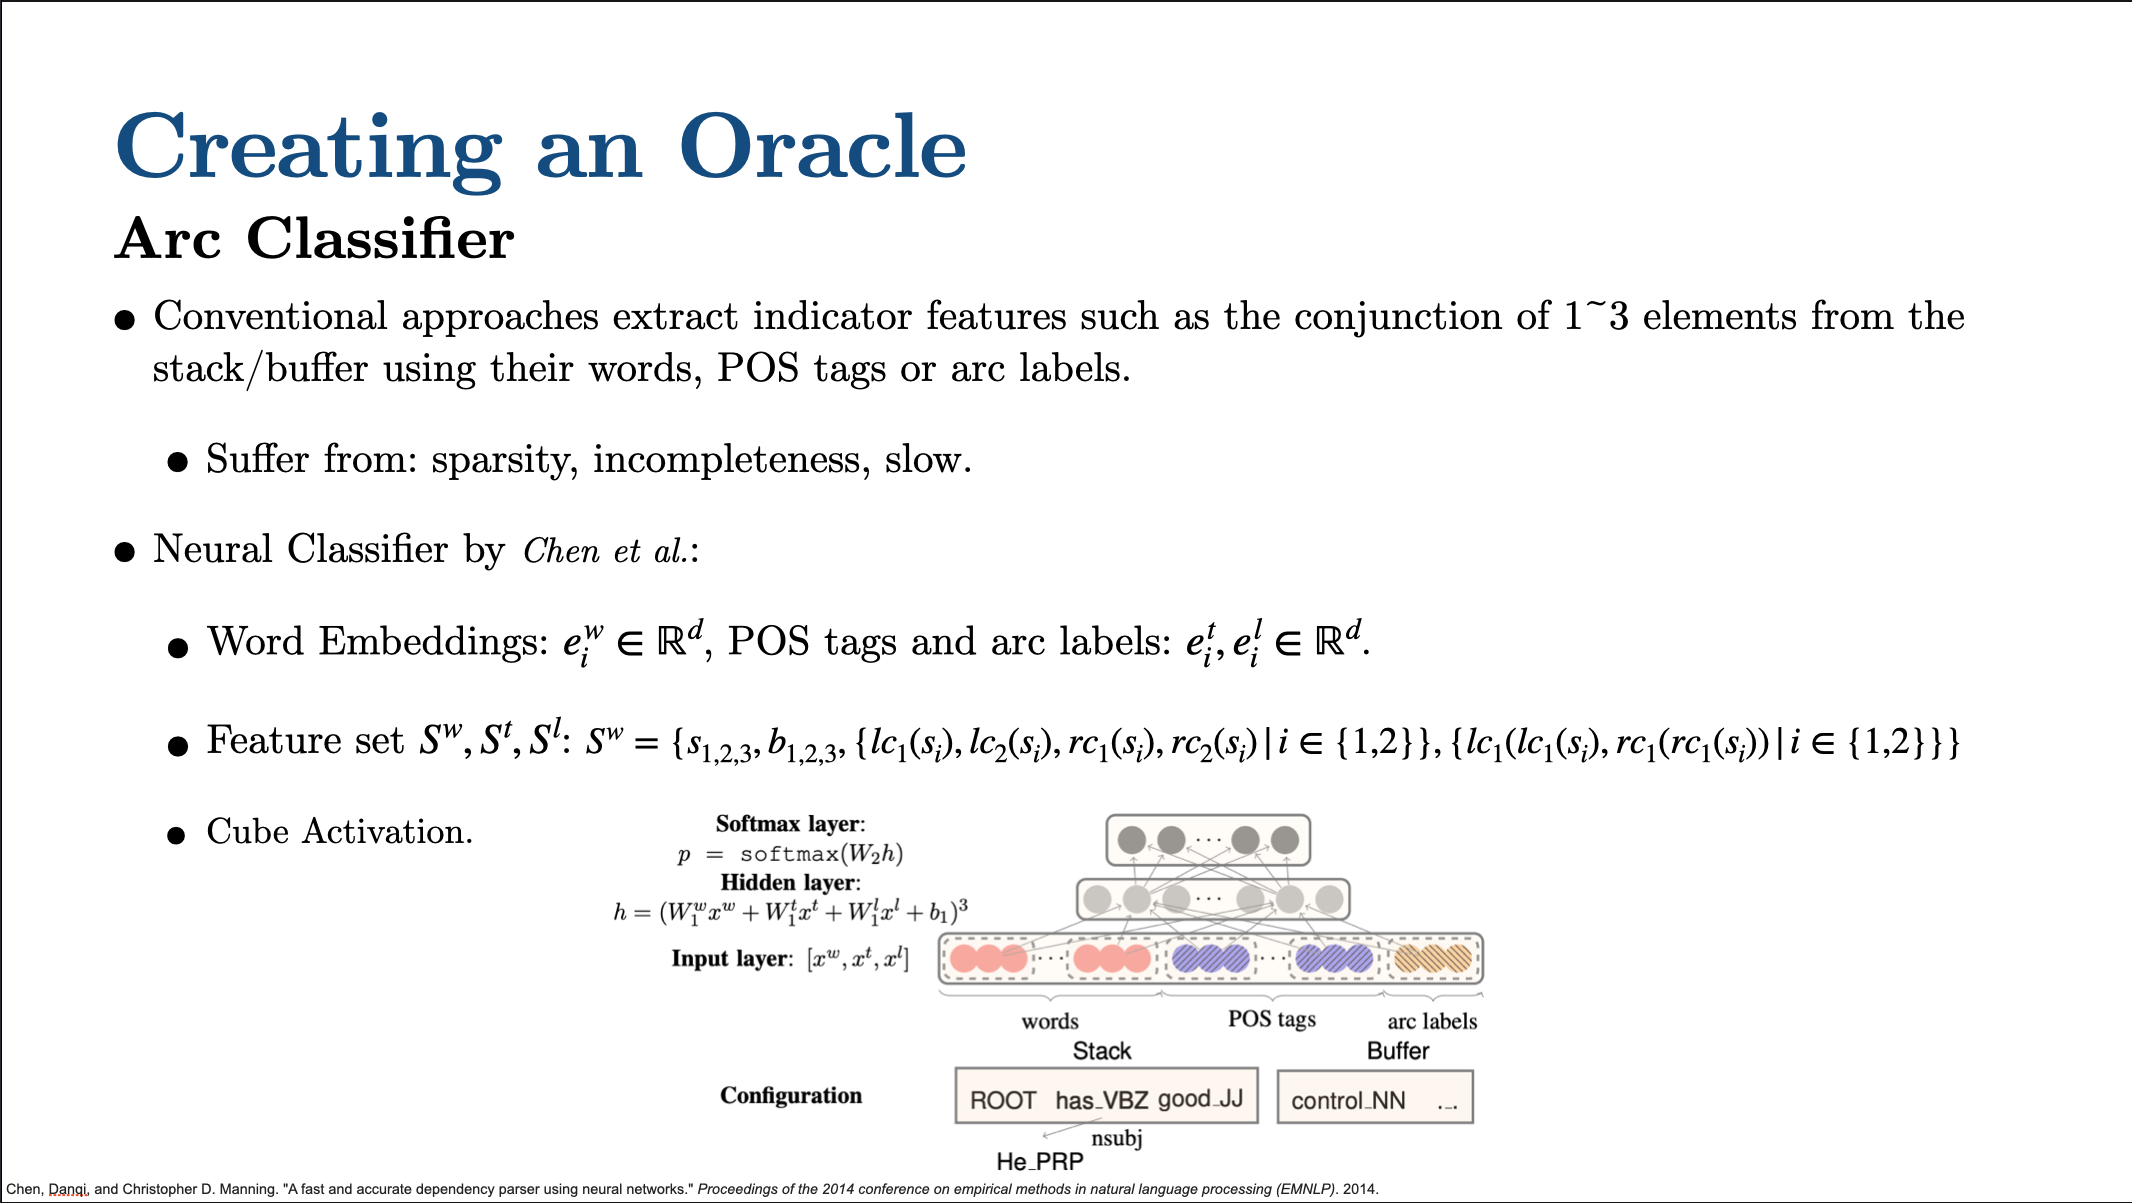 Creating an Oracle
Arc Classifier
• Conventional approaches extract indicator features such as the conjunction of 1~3 elements from the
stack/buffer using their words, POS tags or arc labels.
• Suffer from: sparsity, incompleteness, slow.
• Neural Classifier by Chen et al.:
• Word Embeddings: $e_i^w \in \mathbb{R}^d$, POS tags and arc labels: $e_i^t, e_i^l \in \mathbb{R}^d$.
• Feature set $S^w, S^t, S^l$: $S^w = \{s_{1,2,3}, b_{1,2,3}, \{lc_1(s_i), lc_2(s_i), rc_1(s_i), rc_2(s_i) | i \in \{1,2\}\}, \{lc_1(lc_1(s_i), rc_1(rc_1(s_i)) | i \in \{1,2\}\}\}$
• Cube Activation.
Softmax layer:
$p = \texttt{softmax}(W_2h)$
Hidden layer:
$h = (W_1^w x^w + W_1^t x^t + W_1^l x^l + b_1)^3$
Input layer: $[x^w, x^t, x^l]$
words POS tags arc labels
Stack Buffer
Configuration ROOT has_VBZ good_JJ control_NN ...
nsubj
He_PRP
Chen, Danqi, and Christopher D. Manning. "A fast and accurate dependency parser using neural networks." Proceedings of the 2014 conference on empirical methods in natural language processing (EMNLP). 2014.